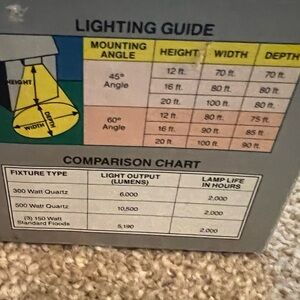 LIGHTING GUIDE
MOUNTING ANGLE HEIGHT WIDTH DEPTH
45° Angle
12 ft. 70 ft. 70 ft.
16 ft. 80 ft. 80 ft.
20 ft. 100 ft. 80 ft.
60° Angle
12 ft. 80 ft. 75 ft.
16 ft. 90 ft. 85 ft.
20 ft. 100 ft. 90 ft.
HEIGHT
WIDTH
DEPTH
COMPARISON CHART
FIXTURE TYPE LIGHT OUTPUT (LUMENS) LAMP LIFE IN HOURS
300 Watt Quartz 6,000 2,000
500 Watt Quartz 10,500 2,000
(3) 150 Watt Standard Floods 5,190 2,000